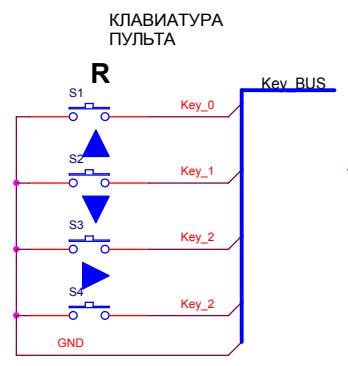 КЛАВИАТУРА
ПУЛЬТА
R
Key_BUS
S1
Key_0
S2
Key_1
S3
Key_2
S4
Key_2
GND